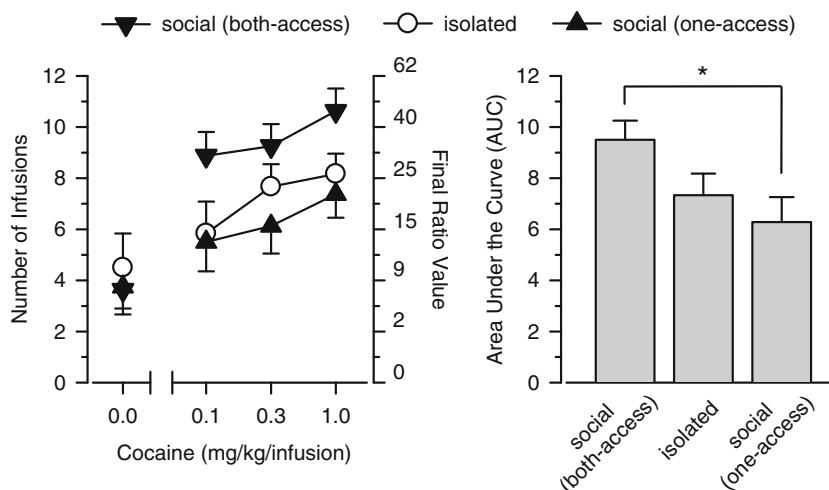 social (both-access) isolated social (one-access)
Number of Infusions
12
10
8
6
4
2
0
0.0 0.1 0.3 1.0
Cocaine (mg/kg/infusion)
62
40
25
15
9
2
0
Final Ratio Value
Area Under the Curve (AUC)
12
10
8
6
4
2
0
*
social
(both-access)
isolated
social
(one-access)